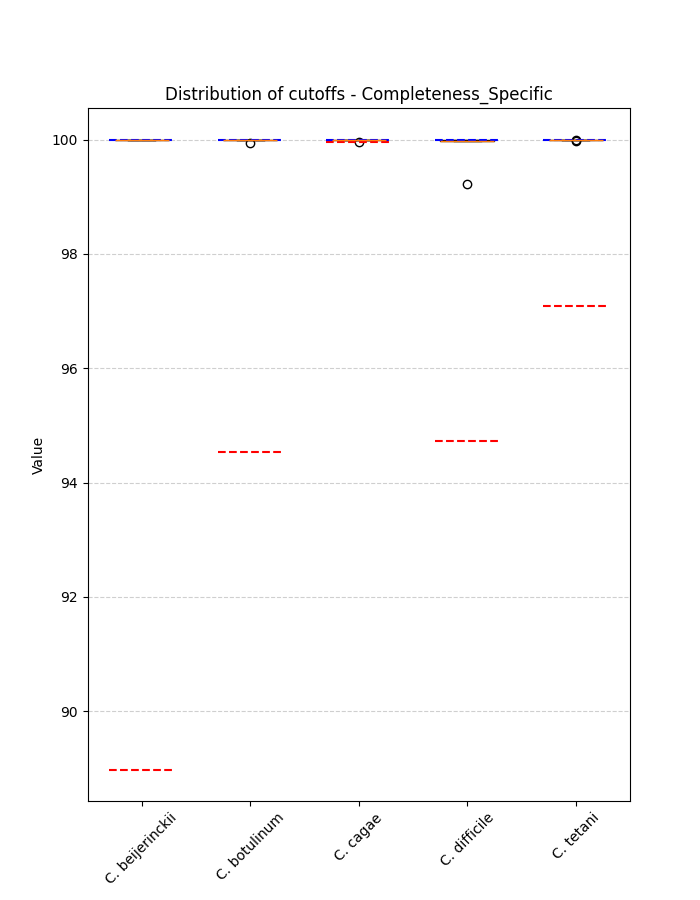 Distribution of cutoffs - Completeness_Specific
100
98
96
94
92
90
Value
C. beijerinckii
C. botulinum
C. cagae
C. difficile
C. tetani